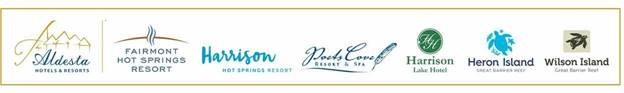 Aldesta
HOTELS & RESORTS
FAIRMONT
HOT SPRINGS
RESORT
Harrison
HOT SPRINGS RESORT
Poets Cove
RESORT & SPA
HH
Harrison
Lake Hotel
Heron Island
GREAT BARRIER REEF
Wilson Island
Great Barrier Reef